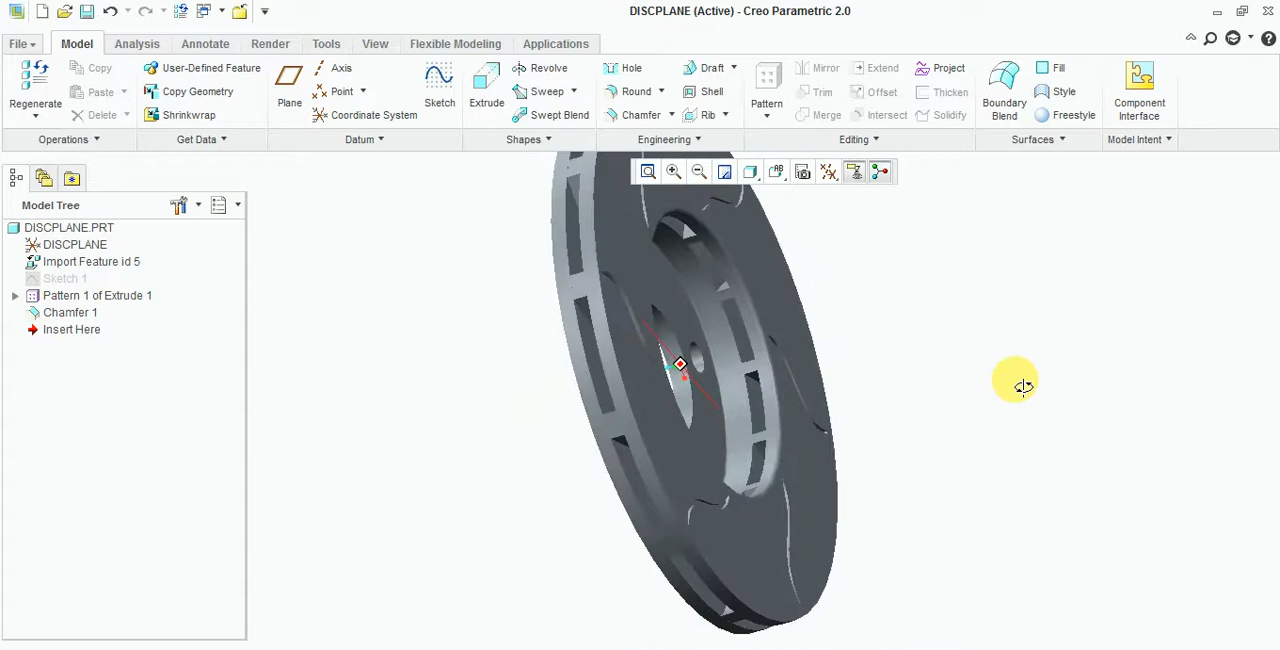 DISCPLANE (Active) - Creo Parametric 2.0
File Model Analysis Annotate Render Tools View Flexible Modeling Applications
Regenerate Copy Paste Delete
User-Defined Feature Copy Geometry Shrinkwrap
Plane Axis Point Coordinate System Sketch
Extrude Revolve Sweep Swept Blend
Hole Round Chamfer Draft Shell Rib
Pattern Mirror Trim Merge Extend Offset Intersect Project Thicken Solidify
Boundary Blend Fill Style Freestyle
Component Interface
Operations Get Data Datum Shapes Engineering Editing Surfaces Model Intent
Model Tree
DISCPLANE.PRT
DISCPLANE
Import Feature id 5
Sketch 1
Pattern 1 of Extrude 1
Chamfer 1
Insert Here